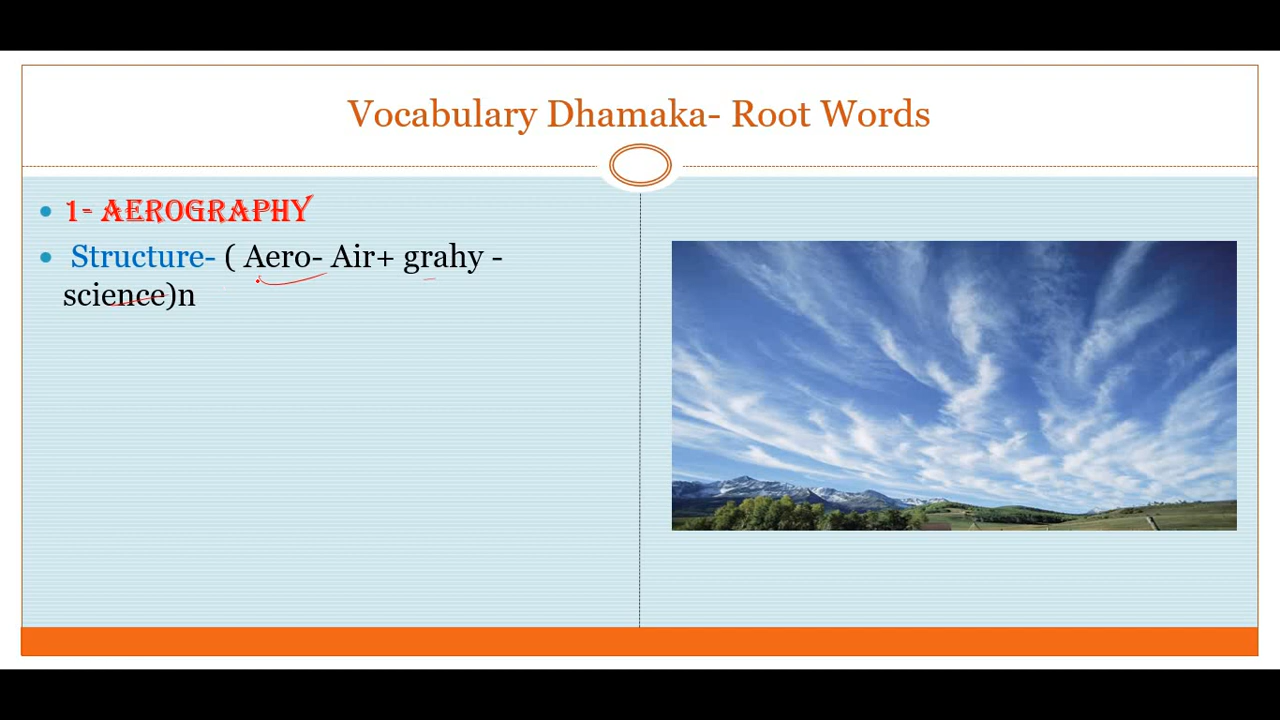 Vocabulary Dhamaka- Root Words
1- AEROGRAPHY
Structure- ( Aero- Air+ grahy -
science)n